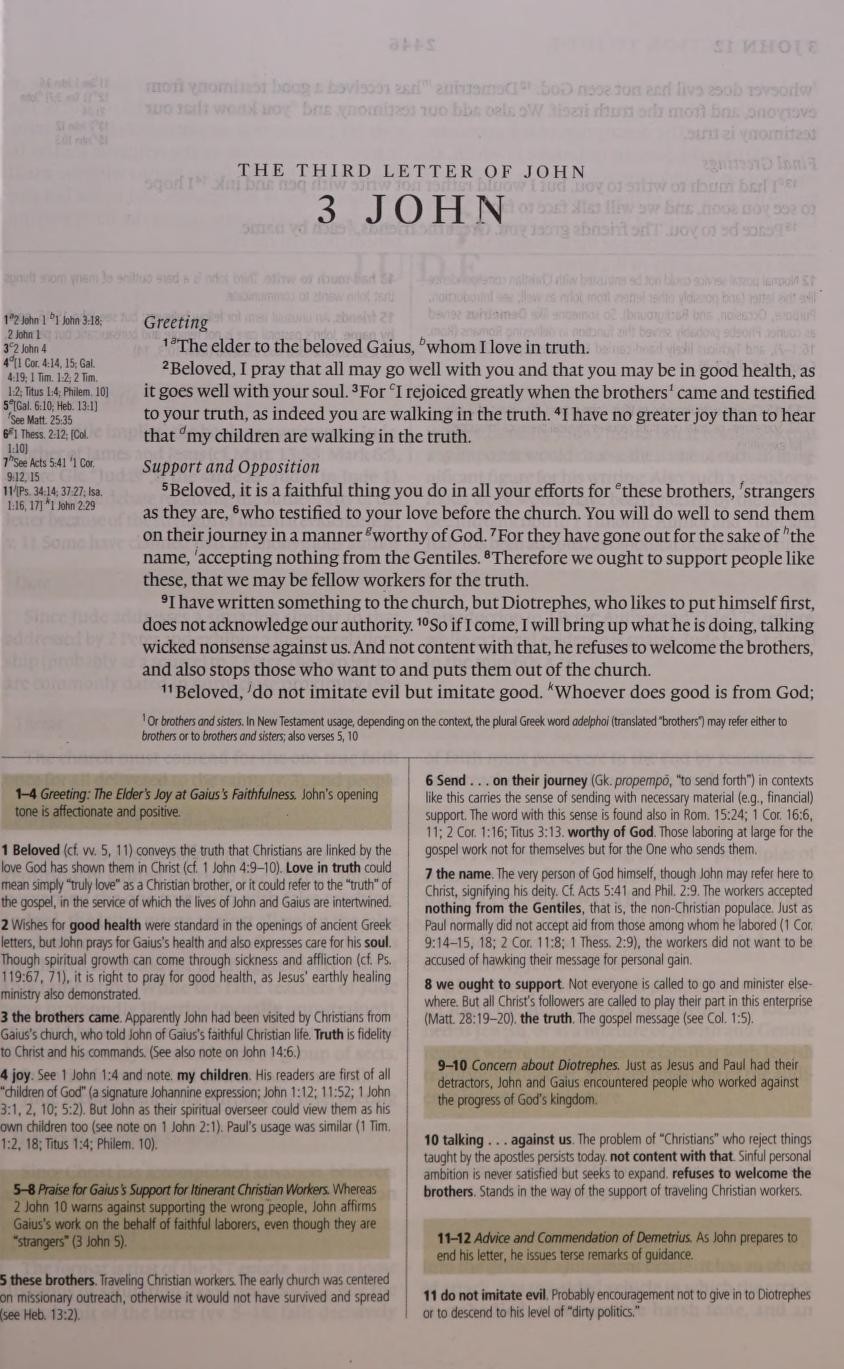 THE THIRD LETTER OF JOHN
3 JOHN
1ᵃ2 John 1 ᵇ1 John 3:18;
2 John 1
3ᶜ2 John 4
4ᵈ[1 Cor. 4:14, 15; Gal.
4:19; 1 Tim. 1:2; 2 Tim.
1:2; Titus 1:4; Philem. 10]
5ᵉ[Gal. 6:10; Heb. 13:1]
ᶠSee Matt. 25:35
6ᵍ1 Thess. 2:12; [Col.
1:10]
7ʰSee Acts 5:41 ⁱ1 Cor.
9:12, 15
11ʲ[Ps. 34:14; 37:27; Isa.
1:16, 17] ᵏ1 John 2:29
Greeting
¹ᵃThe elder to the beloved Gaius, ᵇwhom I love in truth.
²Beloved, I pray that all may go well with you and that you may be in good health, as
it goes well with your soul. ³For ᶜI rejoiced greatly when the brothers¹ came and testified
to your truth, as indeed you are walking in the truth. ⁴I have no greater joy than to hear
that ᵈmy children are walking in the truth.
Support and Opposition
⁵Beloved, it is a faithful thing you do in all your efforts for ᵉthese brothers, ᶠstrangers
as they are, ⁶who testified to your love before the church. You will do well to send them
on their journey in a manner ᵍworthy of God. ⁷For they have gone out for the sake of ʰthe
name, ⁱaccepting nothing from the Gentiles. ⁸Therefore we ought to support people like
these, that we may be fellow workers for the truth.
⁹I have written something to the church, but Diotrephes, who likes to put himself first,
does not acknowledge our authority. ¹⁰So if I come, I will bring up what he is doing, talking
wicked nonsense against us. And not content with that, he refuses to welcome the brothers,
and also stops those who want to and puts them out of the church.
¹¹Beloved, ʲdo not imitate evil but imitate good. ᵏWhoever does good is from God;
¹ Or brothers and sisters. In New Testament usage, depending on the context, the plural Greek word adelphoi (translated "brothers") may refer either to
brothers or to brothers and sisters; also verses 5, 10
1–4 Greeting: The Elder's Joy at Gaius's Faithfulness. John's opening
tone is affectionate and positive.
1 Beloved (cf. vv. 5, 11) conveys the truth that Christians are linked by the
love God has shown them in Christ (cf. 1 John 4:9–10). Love in truth could
mean simply "truly love" as a Christian brother, or it could refer to the "truth" of
the gospel, in the service of which the lives of John and Gaius are intertwined.
2 Wishes for good health were standard in the openings of ancient Greek
letters, but John prays for Gaius's health and also expresses care for his soul.
Though spiritual growth can come through sickness and affliction (cf. Ps.
119:67, 71), it is right to pray for good health, as Jesus' earthly healing
ministry also demonstrated.
3 the brothers came. Apparently John had been visited by Christians from
Gaius's church, who told John of Gaius's faithful Christian life. Truth is fidelity
to Christ and his commands. (See also note on John 14:6.)
4 joy. See 1 John 1:4 and note. my children. His readers are first of all
"children of God" (a signature Johannine expression; John 1:12; 11:52; 1 John
3:1, 2, 10; 5:2). But John as their spiritual overseer could view them as his
own children too (see note on 1 John 2:1). Paul's usage was similar (1 Tim.
1:2, 18; Titus 1:4; Philem. 10).
5–8 Praise for Gaius's Support for Itinerant Christian Workers. Whereas
2 John 10 warns against supporting the wrong people, John affirms
Gaius's work on the behalf of faithful laborers, even though they are
"strangers" (3 John 5).
5 these brothers. Traveling Christian workers. The early church was centered
on missionary outreach, otherwise it would not have survived and spread
(see Heb. 13:2).
6 Send . . . on their journey (Gk. propempō, "to send forth") in contexts
like this carries the sense of sending with necessary material (e.g., financial)
support. The word with this sense is found also in Rom. 15:24; 1 Cor. 16:6,
11; 2 Cor. 1:16; Titus 3:13. worthy of God. Those laboring at large for the
gospel work not for themselves but for the One who sends them.
7 the name. The very person of God himself, though John may refer here to
Christ, signifying his deity. Cf. Acts 5:41 and Phil. 2:9. The workers accepted
nothing from the Gentiles, that is, the non-Christian populace. Just as
Paul normally did not accept aid from those among whom he labored (1 Cor.
9:14–15, 18; 2 Cor. 11:8; 1 Thess. 2:9), the workers did not want to be
accused of hawking their message for personal gain.
8 we ought to support. Not everyone is called to go and minister else-
where. But all Christ's followers are called to play their part in this enterprise
(Matt. 28:19–20). the truth. The gospel message (see Col. 1:5).
9–10 Concern about Diotrephes. Just as Jesus and Paul had their
detractors, John and Gaius encountered people who worked against
the progress of God's kingdom.
10 talking . . . against us. The problem of "Christians" who reject things
taught by the apostles persists today. not content with that. Sinful personal
ambition is never satisfied but seeks to expand. refuses to welcome the
brothers. Stands in the way of the support of traveling Christian workers.
11–12 Advice and Commendation of Demetrius. As John prepares to
end his letter, he issues terse remarks of guidance.
11 do not imitate evil. Probably encouragement not to give in to Diotrephes
or to descend to his level of "dirty politics."